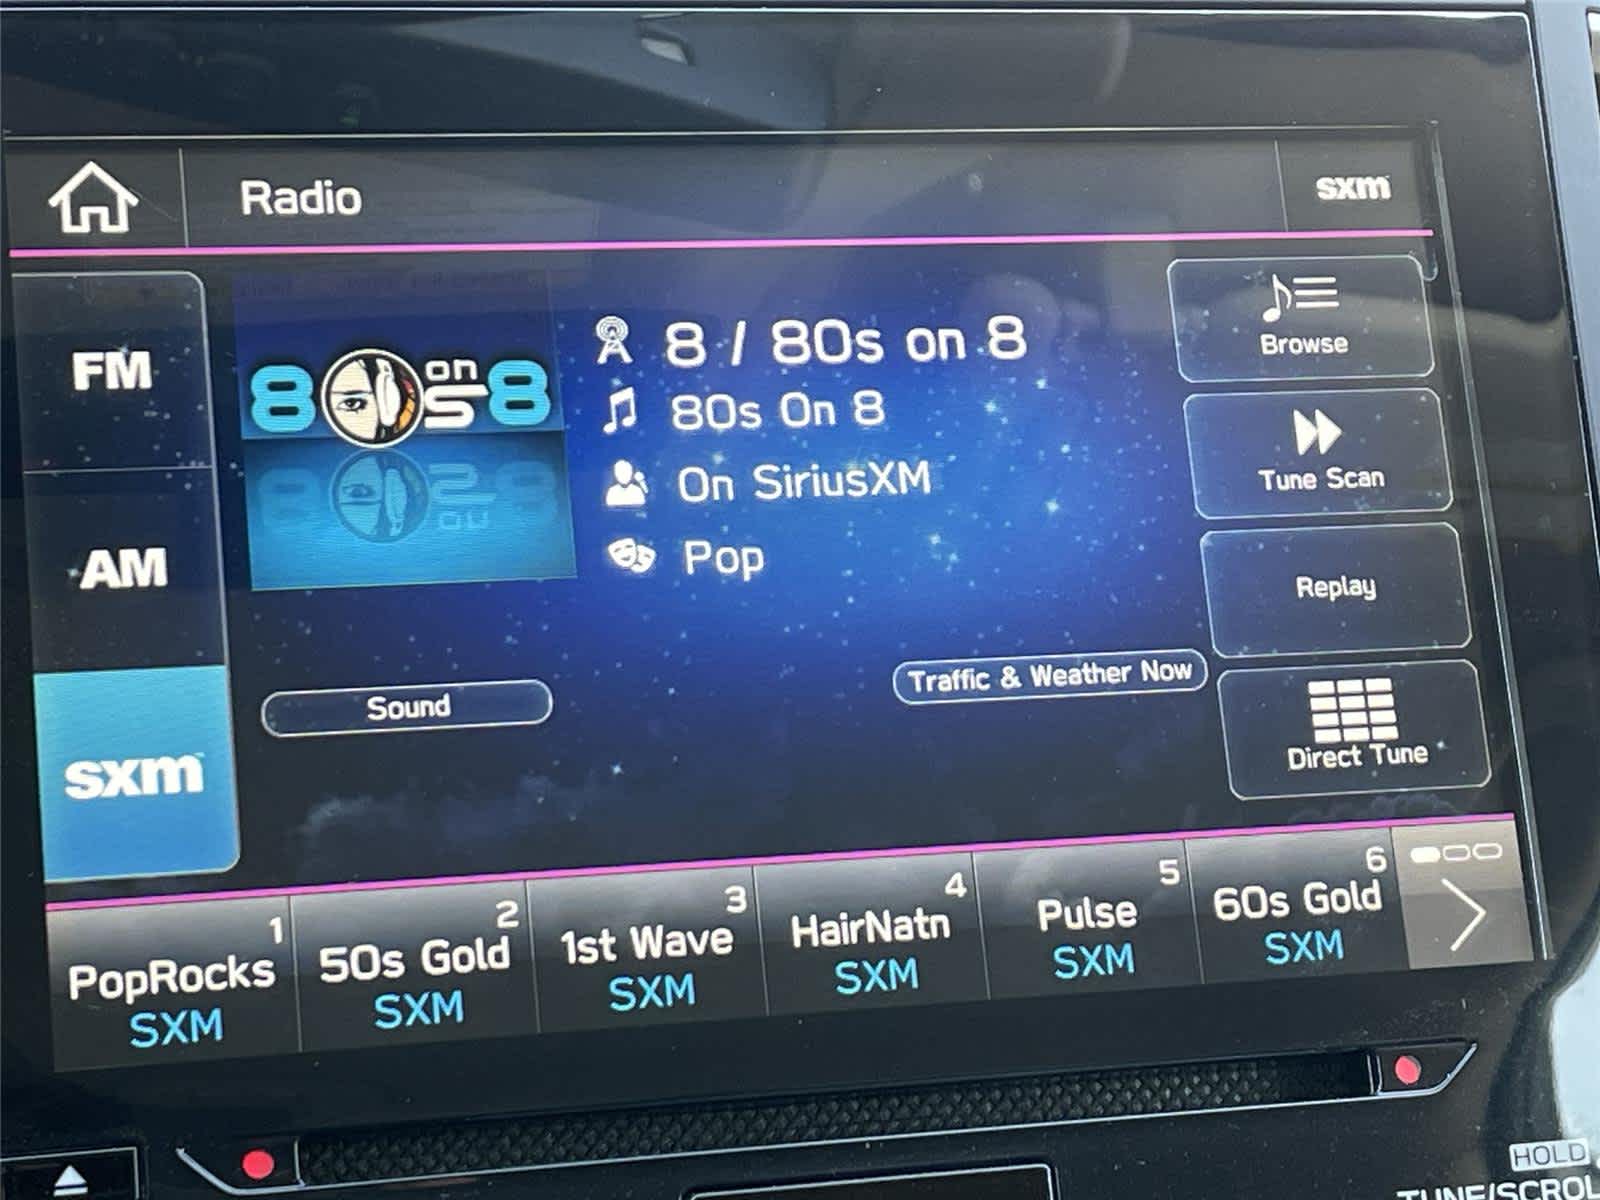 Radio
sxm
FM
AM
sxm
80s on 8
8 / 80s on 8
80s On 8
On SiriusXM
Pop
Sound
Traffic & Weather Now
Browse
Tune Scan
Replay
Direct Tune
1
PopRocks
SXM
2
50s Gold
SXM
3
1st Wave
SXM
4
HairNatn
SXM
5
Pulse
SXM
6
60s Gold
SXM
HOLD